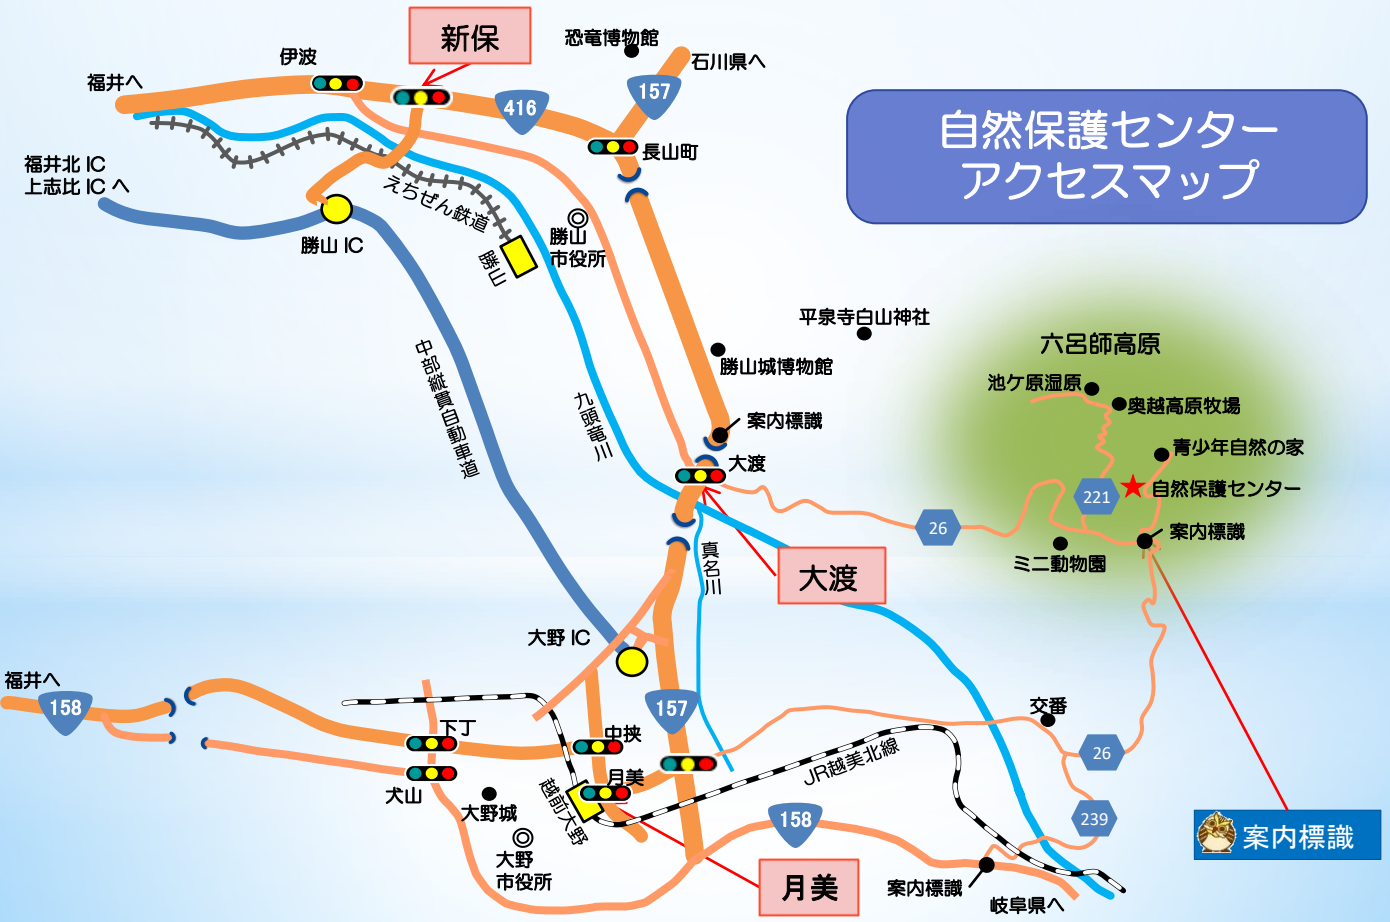 新保
恐竜博物館
伊波
石川県へ
福井へ
157
416
自然保護センター
アクセスマップ
長山町
福井北 IC
上志比 IC へ
えちぜん鉄道
勝山 IC
勝山
勝山
市役所
平泉寺白山神社
六呂師高原
中部縦貫自動車道
勝山城博物館
池ケ原湿原
奥越高原牧場
九頭竜川
案内標識
青少年自然の家
大渡
221
自然保護センター
26
案内標識
真名川
ミニ動物園
大渡
大野 IC
福井へ
158
157
交番
下丁
中挟
26
JR越美北線
月美
犬山
越前大野
大野城
158
239
案内標識
大野
市役所
月美
案内標識
岐阜県へ